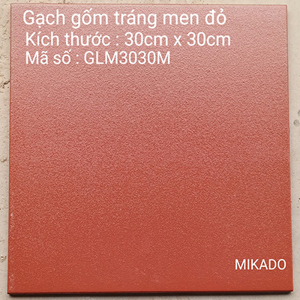 Gạch gốm tráng men đỏ
Kích thước : 30cm x 30cm
Mã số : GLM3030M
MIKADO